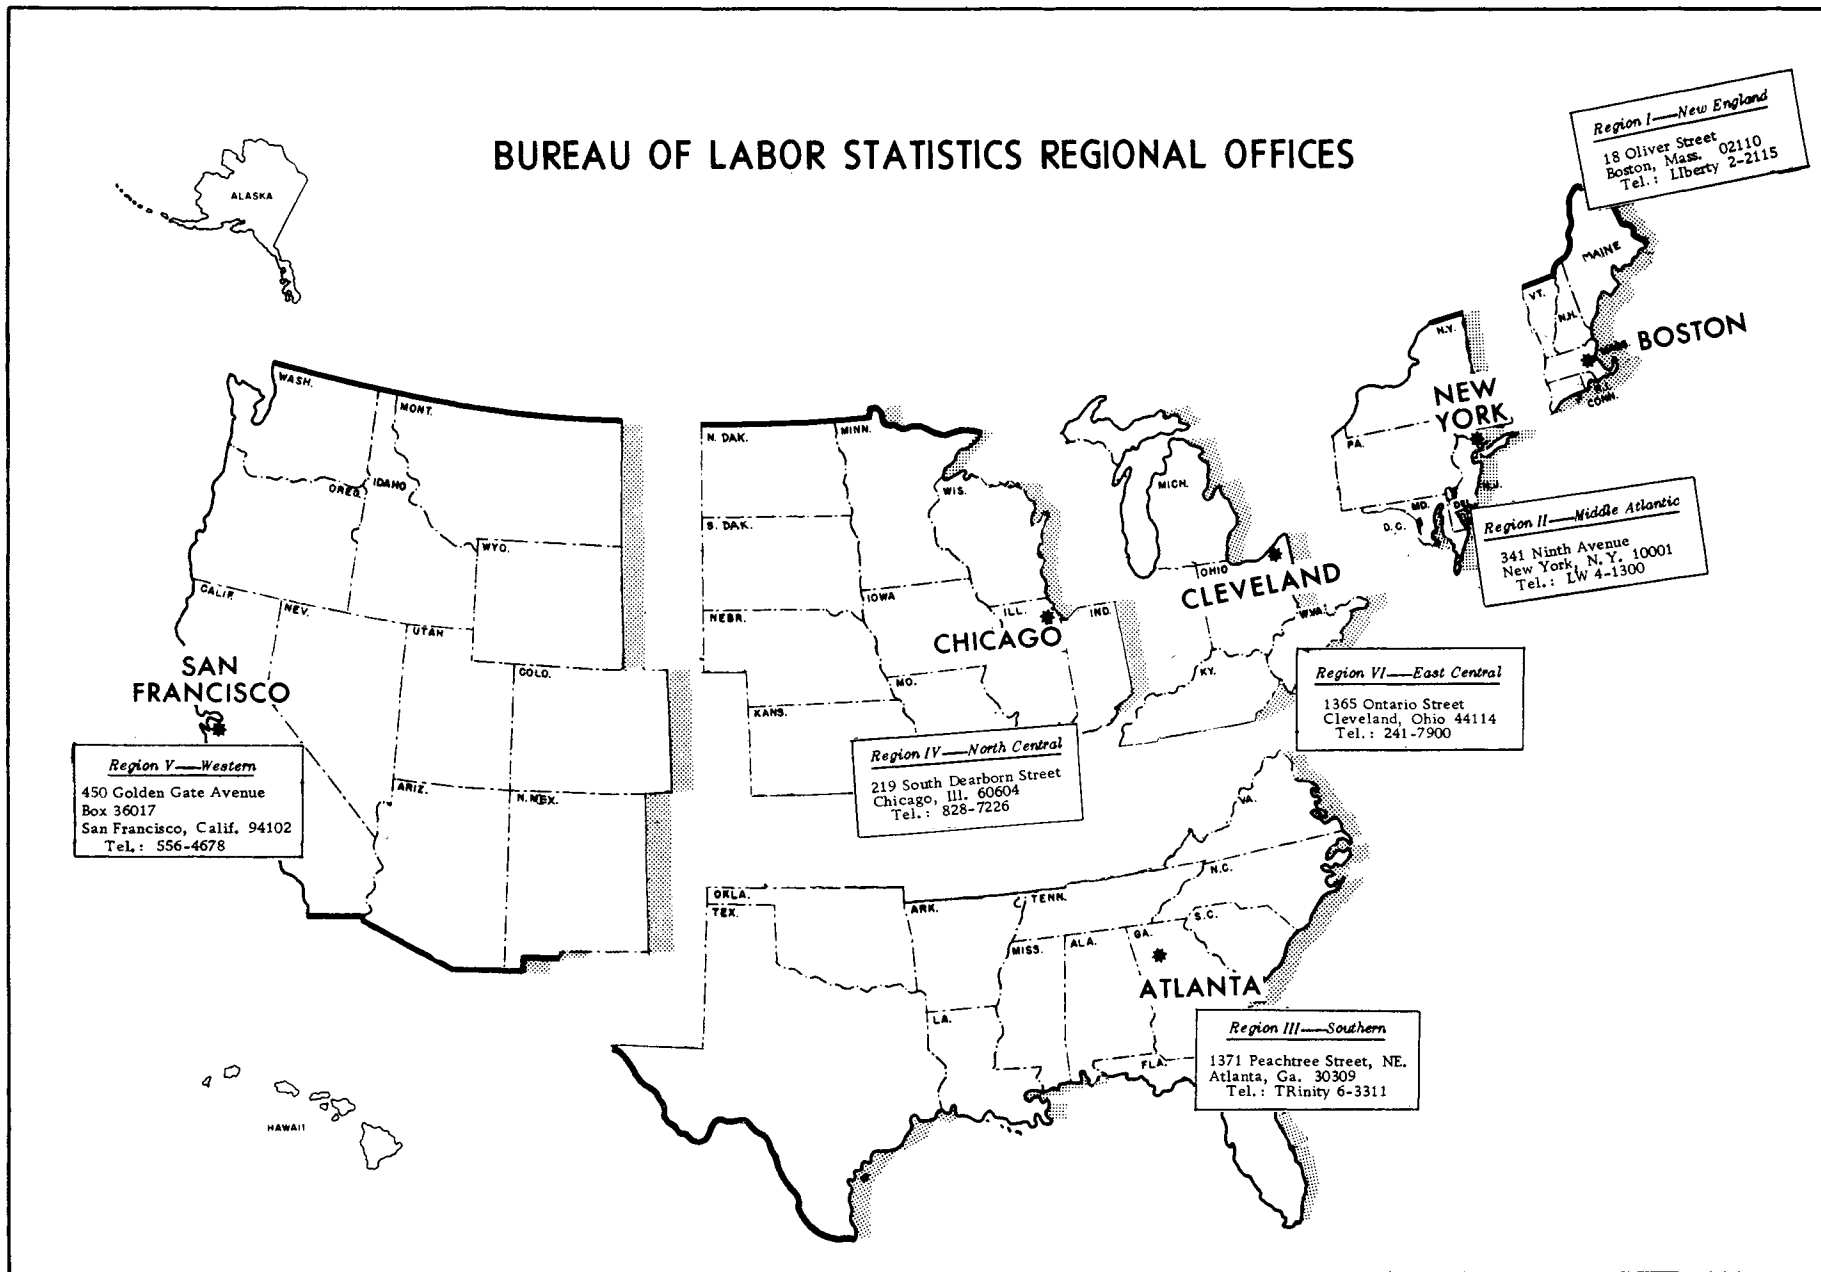 BUREAU OF LABOR STATISTICS REGIONAL OFFICES
Region I—New England
18 Oliver Street
Boston, Mass. 02110
Tel.: LIberty 2-2115
ALASKA
MAINE
VT.
N.H.
BOSTON
R.I.
CONN.
N.Y.
NEW
YORK
PA.
N.J.
MD.
DEL.
D.C.
Region II—Middle Atlantic
341 Ninth Avenue
New York, N. Y. 10001
Tel.: LW 4-1300
WASH.
MONT.
OREG.
IDAHO
WYO.
CALIF.
NEV.
UTAH
COLO.
ARIZ.
N. MEX.
SAN
FRANCISCO
Region V—Western
450 Golden Gate Avenue
Box 36017
San Francisco, Calif. 94102
Tel.: 556-4678
N. DAK.
MINN.
S. DAK.
WIS.
IOWA
NEBR.
ILL.
IND.
CHICAGO
MO.
KANS.
Region IV—North Central
219 South Dearborn Street
Chicago, Ill. 60604
Tel.: 828-7226
MICH.
OHIO
CLEVELAND
W.VA.
KY.
Region VI—East Central
1365 Ontario Street
Cleveland, Ohio 44114
Tel.: 241-7900
VA.
N.C.
OKLA.
TEX.
ARK.
TENN.
S.C.
MISS.
ALA.
GA.
ATLANTA
LA.
FLA.
Region III—Southern
1371 Peachtree Street, NE.
Atlanta, Ga. 30309
Tel.: TRinity 6-3311
HAWAII